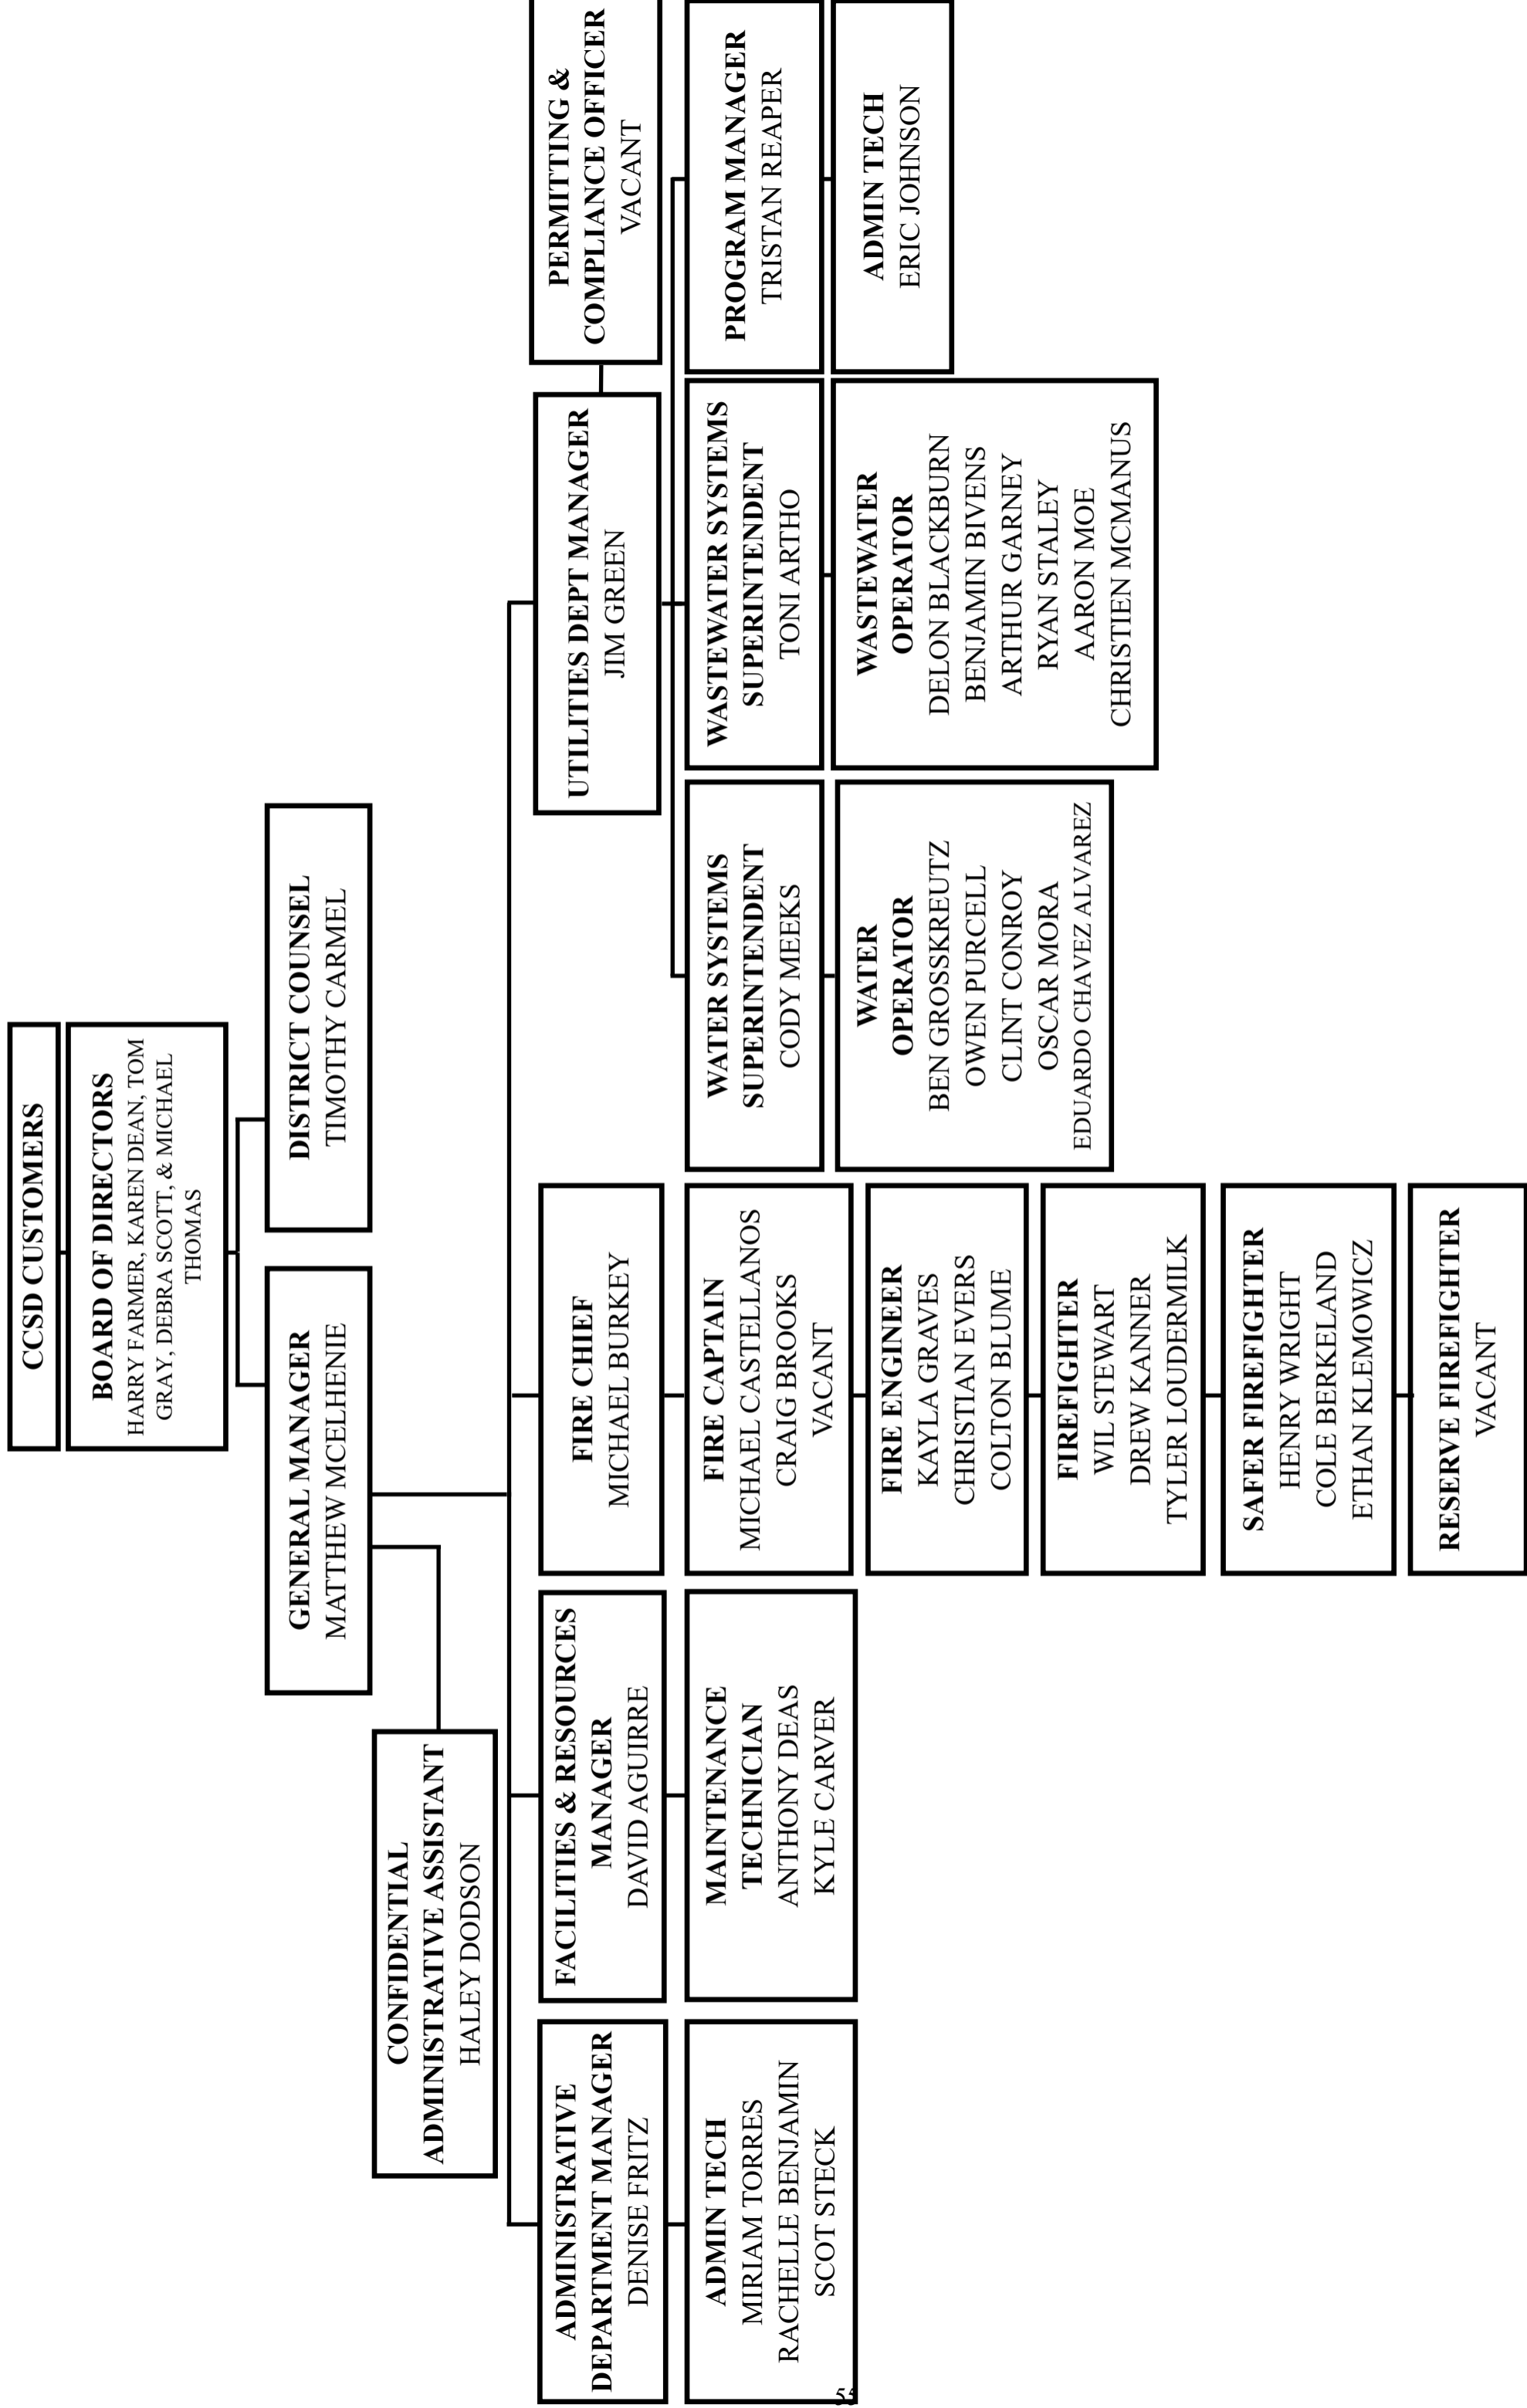 CCSD CUSTOMERS
BOARD OF DIRECTORS
HARRY FARMER, KAREN DEAN, TOM
GRAY, DEBRA SCOTT, & MICHAEL
THOMAS
GENERAL MANAGER
MATTHEW MCELHENIE
DISTRICT COUNSEL
TIMOTHY CARMEL
CONFIDENTIAL
ADMINISTRATIVE ASSISTANT
HALEY DODSON
ADMINISTRATIVE
DEPARTMENT MANAGER
DENISE FRITZ
ADMIN TECH
MIRIAM TORRES
RACHELLE BENJAMIN
SCOT STECK
FACILITIES & RESOURCES
MANAGER
DAVID AGUIRRE
MAINTENANCE
TECHNICIAN
ANTHONY DEAS
KYLE CARVER
FIRE CHIEF
MICHAEL BURKEY
FIRE CAPTAIN
MICHAEL CASTELLANOS
CRAIG BROOKS
VACANT
FIRE ENGINEER
KAYLA GRAVES
CHRISTIAN EVERS
COLTON BLUME
FIREFIGHTER
WIL STEWART
DREW KANNER
TYLER LOUDERMILK
SAFER FIREFIGHTER
HENRY WRIGHT
COLE BERKELAND
ETHAN KLEMOWICZ
RESERVE FIREFIGHTER
VACANT
UTILITIES DEPT MANAGER
JIM GREEN
PERMITTING &
COMPLIANCE OFFICER
VACANT
WATER SYSTEMS
SUPERINTENDENT
CODY MEEKS
WATER
OPERATOR
BEN GROSSKREUTZ
OWEN PURCELL
CLINT CONROY
OSCAR MORA
EDUARDO CHAVEZ ALVAREZ
WASTEWATER SYSTEMS
SUPERINTENDENT
TONI ARTHO
WASTEWATER
OPERATOR
DELON BLACKBURN
BENJAMIN BIVENS
ARTHUR GARNEY
RYAN STALEY
AARON MOE
CHRISTIEN MCMANUS
PROGRAM MANAGER
TRISTAN REAPER
ADMIN TECH
ERIC JOHNSON
55